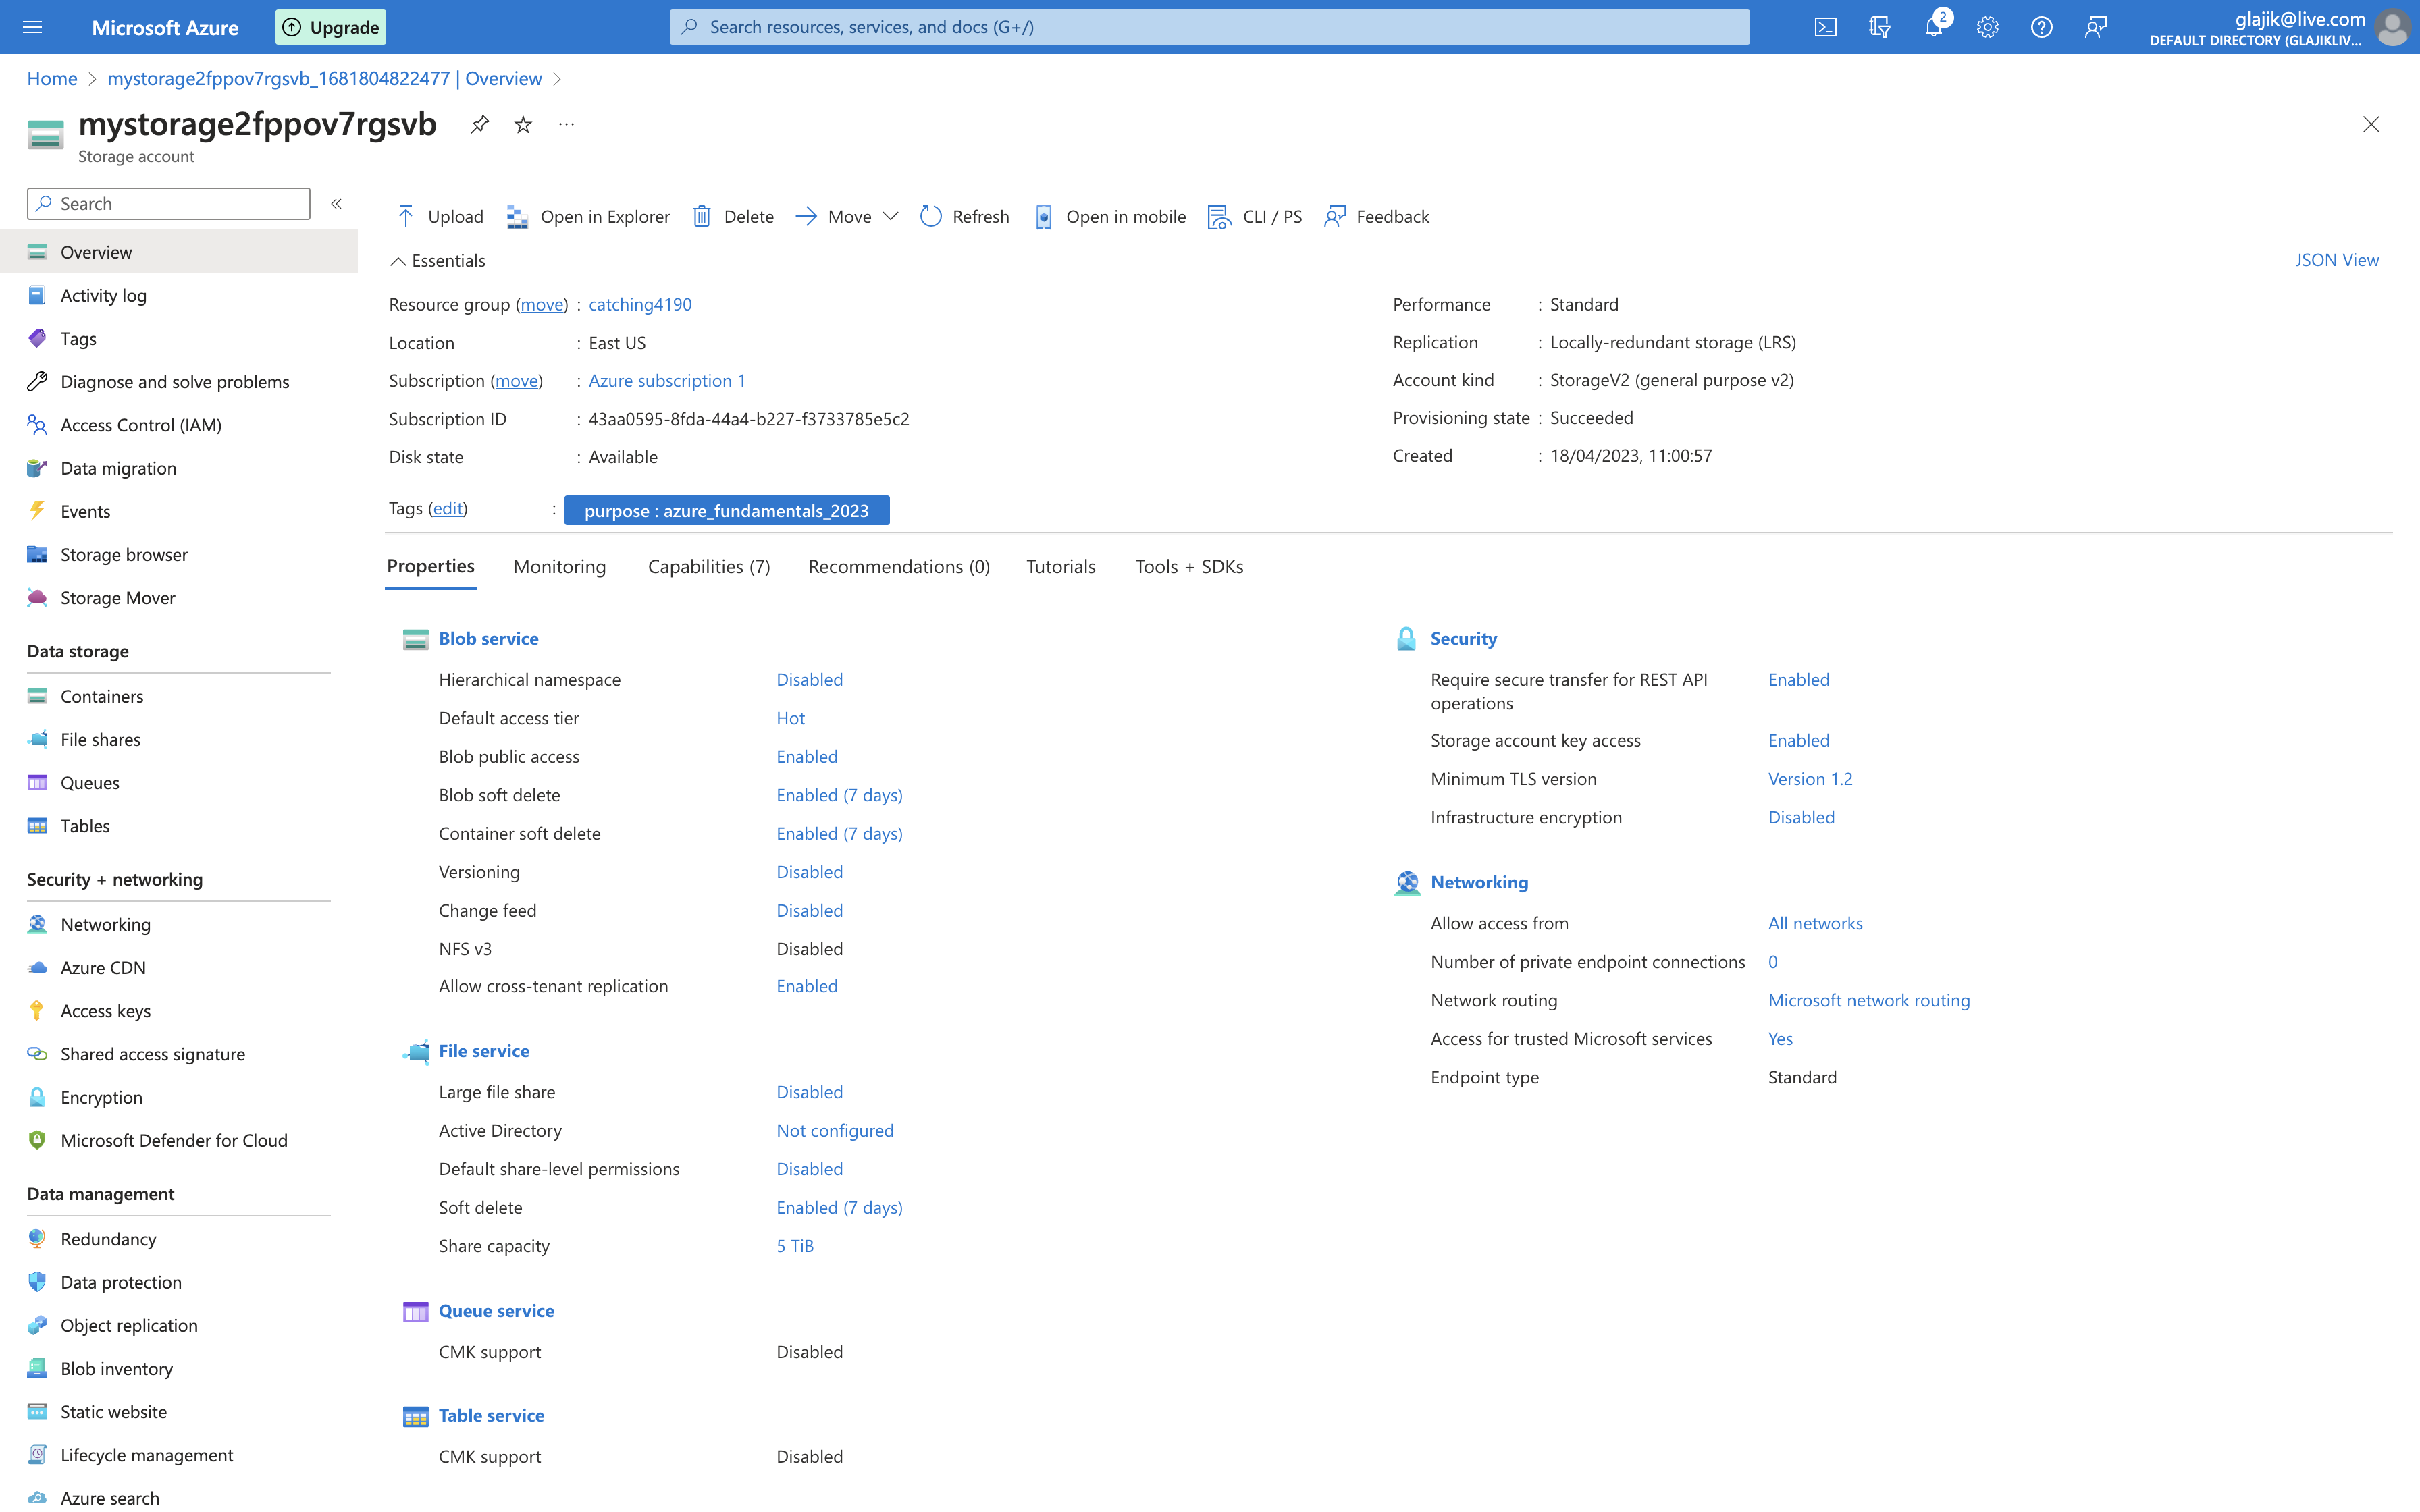 Microsoft Azure
Upgrade
Search resources, services, and docs (G+/)
2
glajik@live.com
DEFAULT DIRECTORY (GLAJIKLIV...
Home > mystorage2fppov7rgsvb_1681804822477 | Overview >
mystorage2fppov7rgsvb
Storage account
Search
Overview
Activity log
Tags
Diagnose and solve problems
Access Control (IAM)
Data migration
Events
Storage browser
Storage Mover
Data storage
Containers
File shares
Queues
Tables
Security + networking
Networking
Azure CDN
Access keys
Shared access signature
Encryption
Microsoft Defender for Cloud
Data management
Redundancy
Data protection
Object replication
Blob inventory
Static website
Lifecycle management
Azure search
Upload Open in Explorer Delete Move Refresh Open in mobile CLI / PS Feedback
Essentials
JSON View
Resource group (move) : catching4190
Location : East US
Subscription (move) : Azure subscription 1
Subscription ID : 43aa0595-8fda-44a4-b227-f3733785e5c2
Disk state : Available
Performance : Standard
Replication : Locally-redundant storage (LRS)
Account kind : StorageV2 (general purpose v2)
Provisioning state : Succeeded
Created : 18/04/2023, 11:00:57
Tags (edit) : purpose : azure_fundamentals_2023
Properties Monitoring Capabilities (7) Recommendations (0) Tutorials Tools + SDKs
Blob service
Hierarchical namespace Disabled
Default access tier Hot
Blob public access Enabled
Blob soft delete Enabled (7 days)
Container soft delete Enabled (7 days)
Versioning Disabled
Change feed Disabled
NFS v3 Disabled
Allow cross-tenant replication Enabled
File service
Large file share Disabled
Active Directory Not configured
Default share-level permissions Disabled
Soft delete Enabled (7 days)
Share capacity 5 TiB
Queue service
CMK support Disabled
Table service
CMK support Disabled
Security
Require secure transfer for REST API Enabled
operations
Storage account key access Enabled
Minimum TLS version Version 1.2
Infrastructure encryption Disabled
Networking
Allow access from All networks
Number of private endpoint connections 0
Network routing Microsoft network routing
Access for trusted Microsoft services Yes
Endpoint type Standard